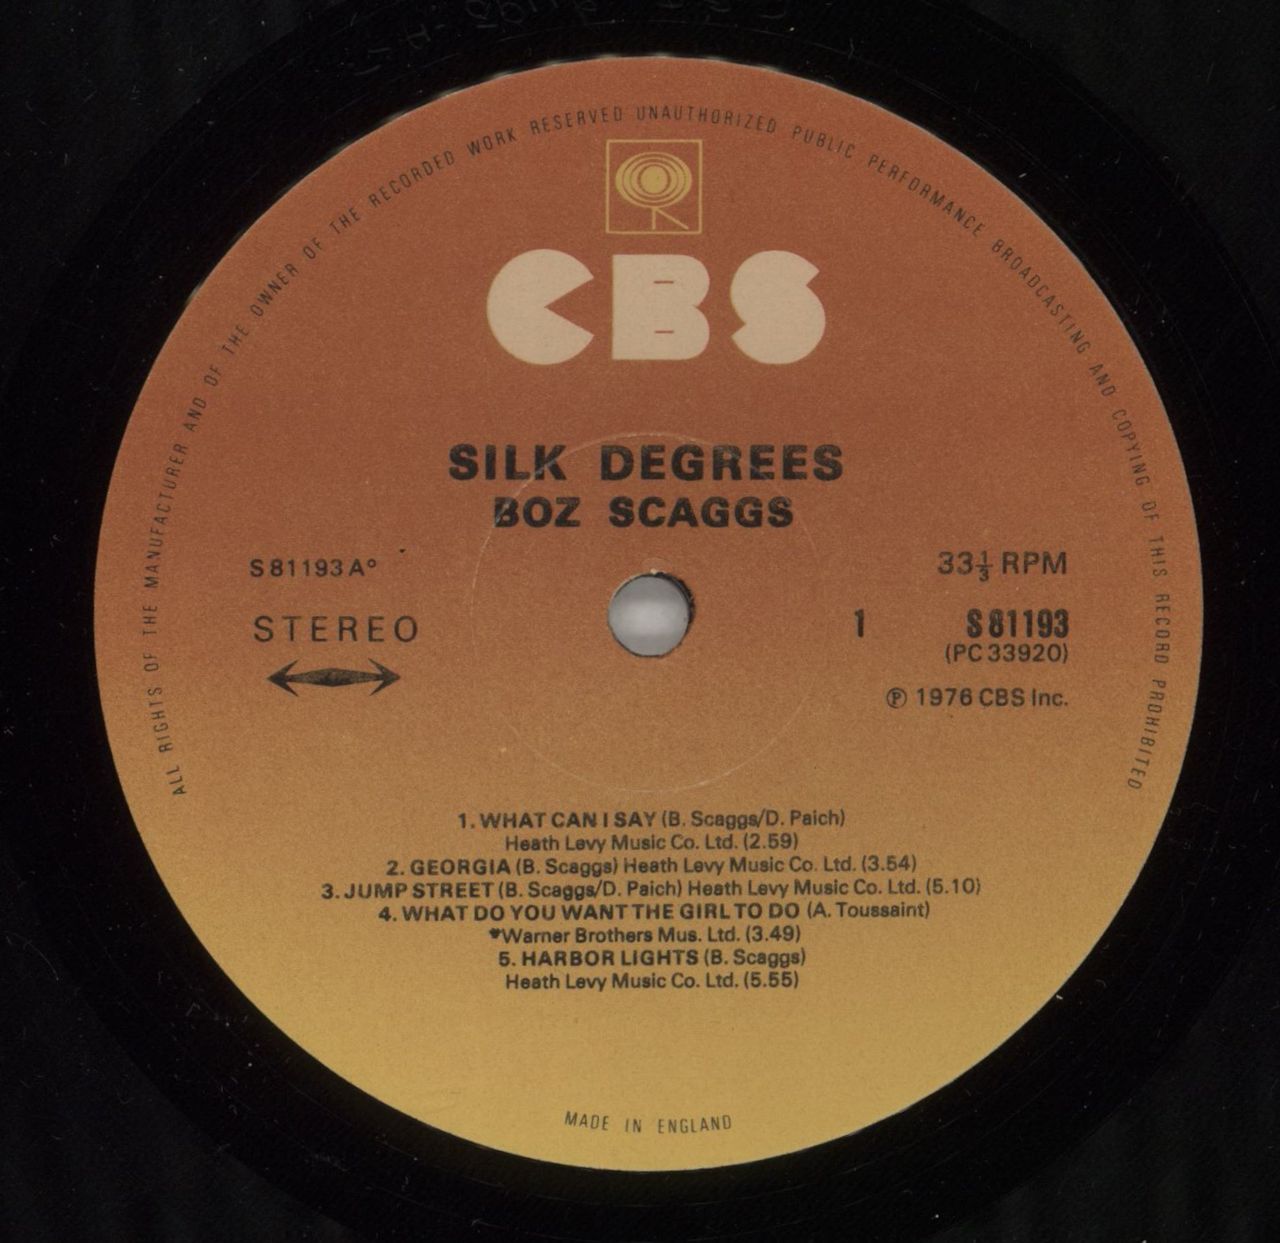 ALL RIGHTS OF THE MANUFACTURER AND OF THE OWNER OF THE RECORDED WORK RESERVED UNAUTHORIZED PUBLIC PERFORMANCE BROADCASTING AND COPYING OF THIS RECORD PROHIBITED
CBS
SILK DEGREES
BOZ SCAGGS
S 81193 A°
33⅓ RPM
STEREO
1 S 81193
(PC 33920)
℗ 1976 CBS Inc.
1. WHAT CAN I SAY (B. Scaggs/D. Paich)
Heath Levy Music Co. Ltd. (2.59)
2. GEORGIA (B. Scaggs) Heath Levy Music Co. Ltd. (3.54)
3. JUMP STREET (B. Scaggs/D. Paich) Heath Levy Music Co. Ltd. (5.10)
4. WHAT DO YOU WANT THE GIRL TO DO (A. Toussaint)
*Warner Brothers Mus. Ltd. (3.49)
5. HARBOR LIGHTS (B. Scaggs)
Heath Levy Music Co. Ltd. (5.55)
MADE IN ENGLAND